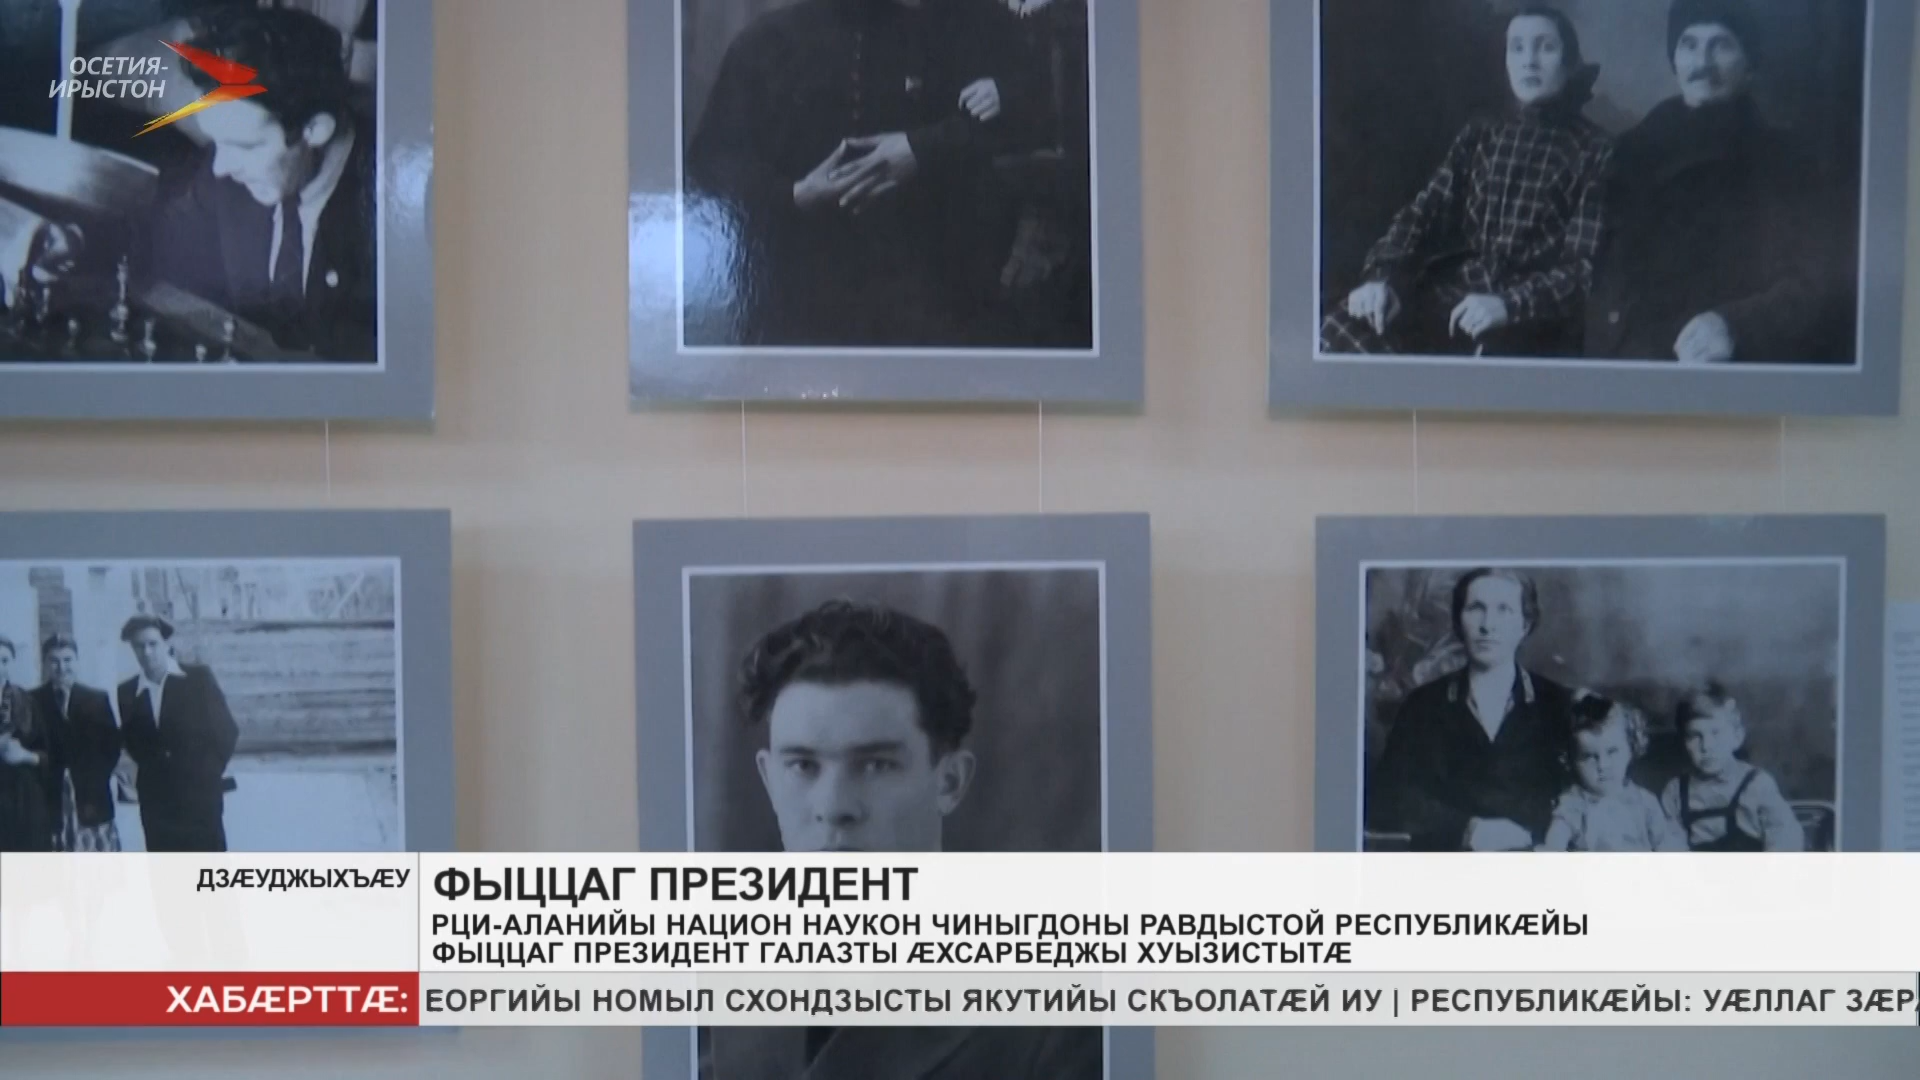 ОСЕТИЯ-
ИРЫСТОН
ДЗÆУДЖЫХЪÆУ
ФЫЦЦАГ ПРЕЗИДЕНТ
РЦИ-АЛАНИЙЫ НАЦИОН НАУКОН ЧИНЫГДОНЫ РАВДЫСТОЙ РЕСПУБЛИКÆЙЫ
ФЫЦЦАГ ПРЕЗИДЕНТ ГАЛАЗТЫ ÆХСАРБЕДЖЫ ХУЫЗИСТЫТÆ
ХАБÆРТТÆ:
ЕОРГИЙЫ НОМЫЛ СХОНДЗЫСТЫ ЯКУТИЙЫ СКЪОЛАТÆЙ ИУ | РЕСПУБЛИКÆЙЫ: УÆЛЛАГ ЗÆР